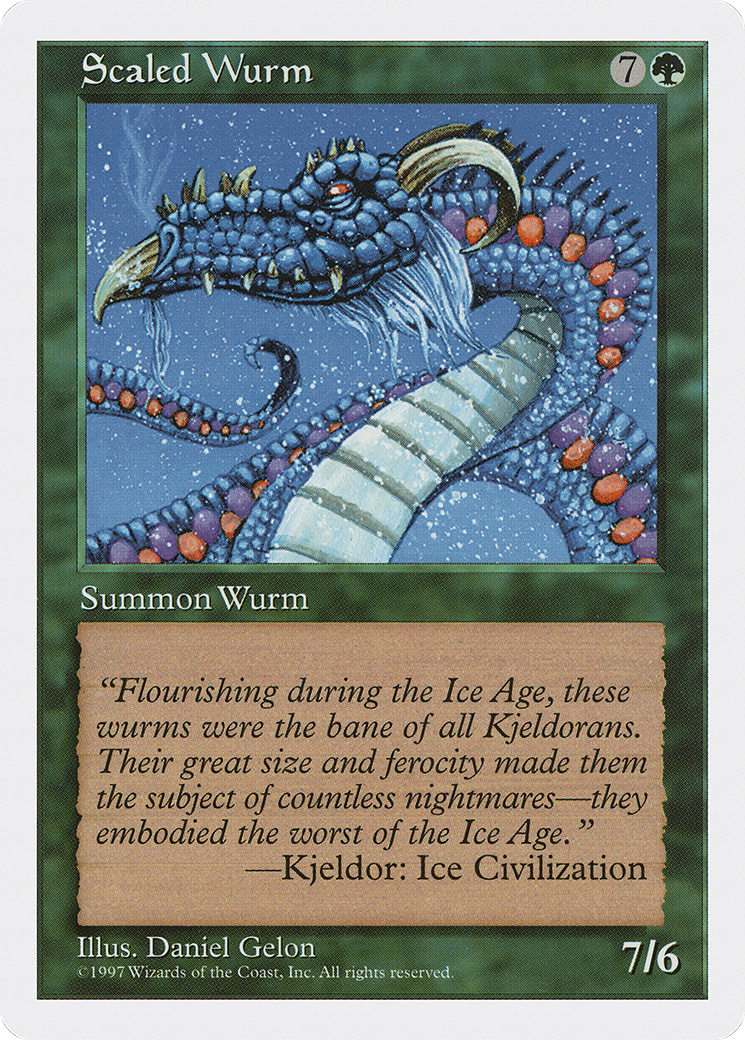 Scaled Wurm 7
Summon Wurm
“Flourishing during the Ice Age, these
wurms were the bane of all Kjeldorans.
Their great size and ferocity made them
the subject of countless nightmares—they
embodied the worst of the Ice Age.”
—Kjeldor: Ice Civilization
Illus. Daniel Gelon
©1997 Wizards of the Coast, Inc. All rights reserved.
7/6